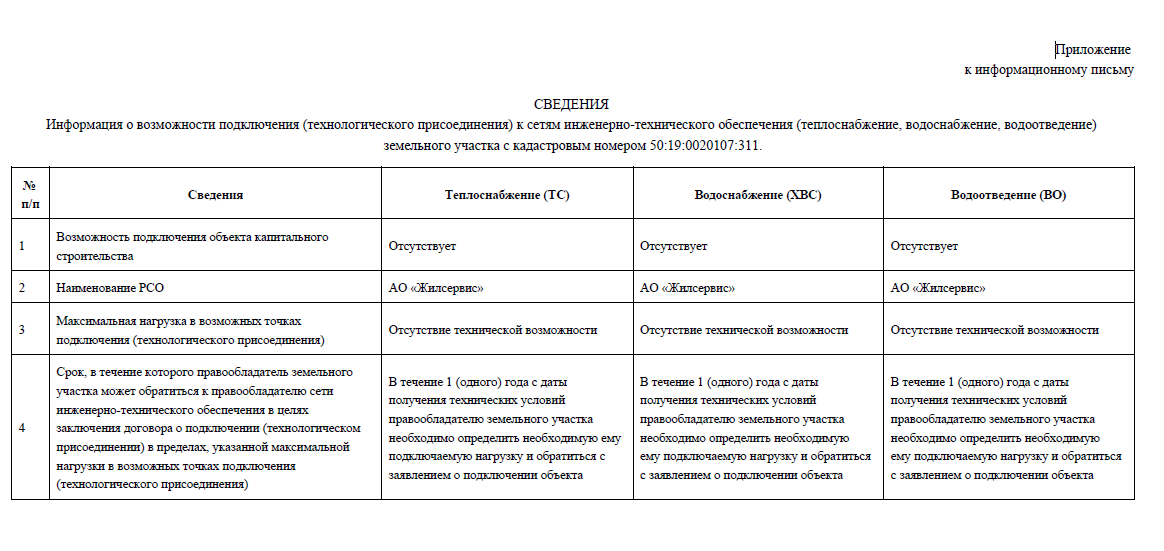 Приложение
к информационному письму
СВЕДЕНИЯ
Информация о возможности подключения (технологического присоединения) к сетям инженерно-технического обеспечения (теплоснабжение, водоснабжение, водоотведение)
земельного участка с кадастровым номером 50:19:0020107:311.
№
п/п
Сведения
Теплоснабжение (ТС)
Водоснабжение (ХВС)
Водоотведение (ВО)
1
Возможность подключения объекта капитального
строительства
Отсутствует
Отсутствует
Отсутствует
2
Наименование РСО
АО «Жилсервис»
АО «Жилсервис»
АО «Жилсервис»
3
Максимальная нагрузка в возможных точках
подключения (технологического присоединения)
Отсутствие технической возможности
Отсутствие технической возможности
Отсутствие технической возможности
4
Срок, в течение которого правообладатель земельного
участка может обратиться к правообладателю сети
инженерно-технического обеспечения в целях
заключения договора о подключении (технологическом
присоединении) в пределах, указанной максимальной
нагрузки в возможных точках подключения
(технологического присоединения)
В течение 1 (одного) года с даты
получения технических условий
правообладателю земельного участка
необходимо определить необходимую ему
подключаемую нагрузку и обратиться с
заявлением о подключении объекта
В течение 1 (одного) года с даты
получения технических условий
правообладателю земельного участка
необходимо определить необходимую
ему подключаемую нагрузку и обратиться
с заявлением о подключении объекта
В течение 1 (одного) года с даты
получения технических условий
правообладателю земельного участка
необходимо определить необходимую
ему подключаемую нагрузку и обратиться
с заявлением о подключении объекта